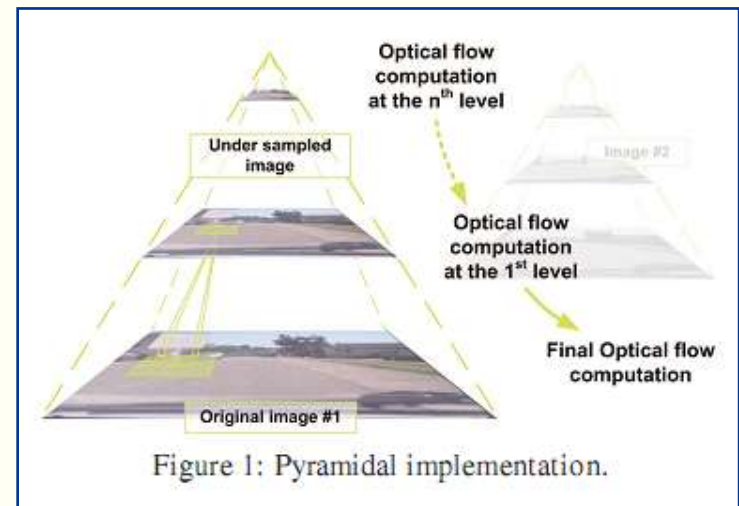 Optical flow
computation
at the nth level
Under sampled
image
Image #2
Optical flow
computation
at the 1st level
Final Optical flow
computation
Original image #1
Figure 1: Pyramidal implementation.